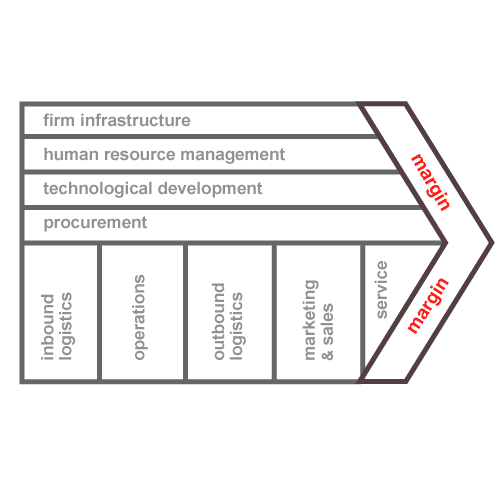 firm infrastructure
human resource management
technological development
procurement
margin
margin
inbound
logistics
operations
outbound
logistics
marketing
& sales
service